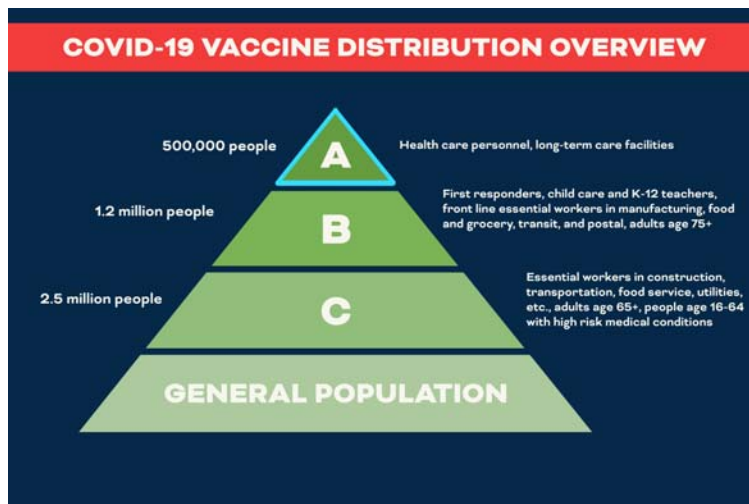 COVID-19 VACCINE DISTRIBUTION OVERVIEW
500,000 people
A
Health care personnel, long-term care facilities
1.2 million people
B
First responders, child care and K-12 teachers,
front line essential workers in manufacturing, food
and grocery, transit, and postal, adults age 75+
2.5 million people
C
Essential workers in construction,
transportation, food service, utilities,
etc., adults age 65+, people age 16-64
with high risk medical conditions
GENERAL POPULATION